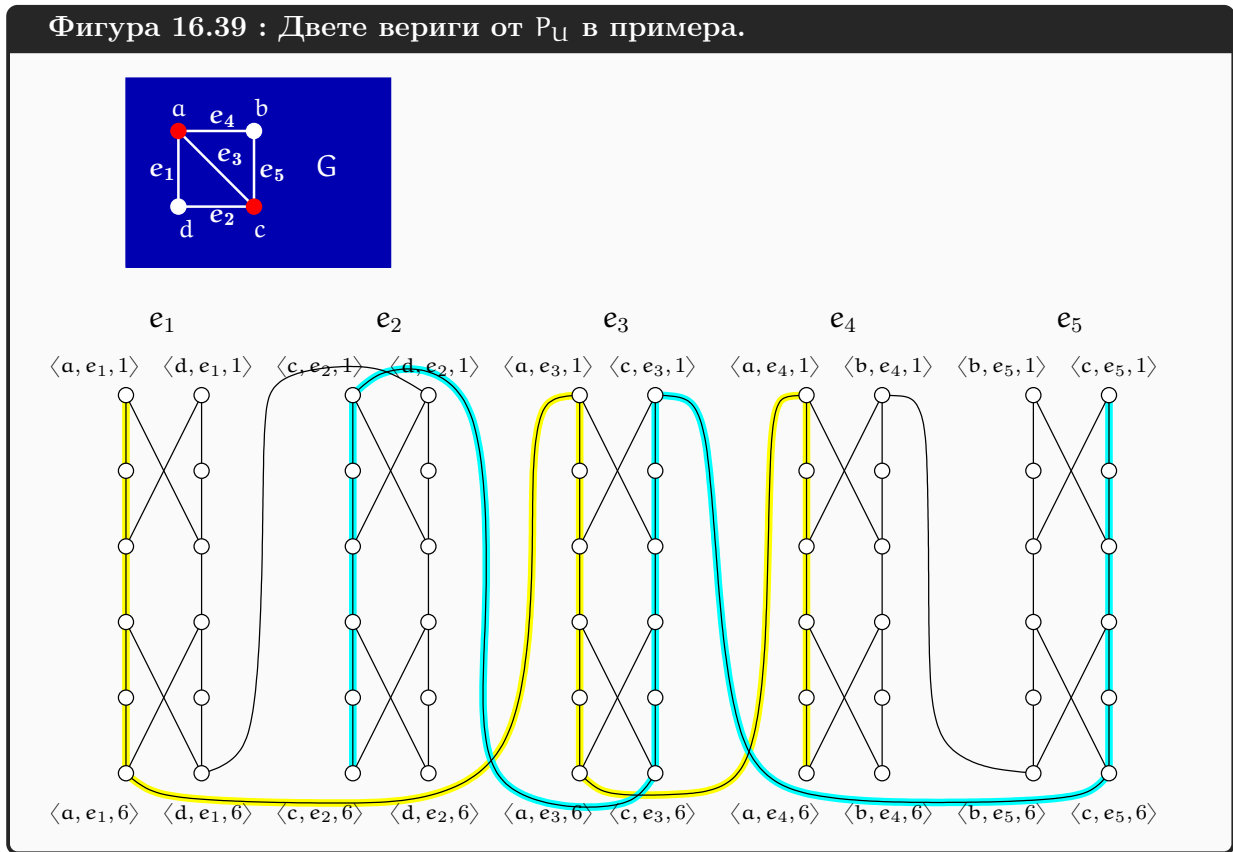 Фигура 16.39 : Двете вериги от P_U в примера.
a b
e₄
e₃
e₁ e₅ G
e₂
d c
e₁ e₂ e₃ e₄ e₅
⟨a, e₁, 1⟩ ⟨d, e₁, 1⟩ ⟨c, e₂, 1⟩ ⟨d, e₂, 1⟩ ⟨a, e₃, 1⟩ ⟨c, e₃, 1⟩ ⟨a, e₄, 1⟩ ⟨b, e₄, 1⟩ ⟨b, e₅, 1⟩ ⟨c, e₅, 1⟩
⟨a, e₁, 6⟩ ⟨d, e₁, 6⟩ ⟨c, e₂, 6⟩ ⟨d, e₂, 6⟩ ⟨a, e₃, 6⟩ ⟨c, e₃, 6⟩ ⟨a, e₄, 6⟩ ⟨b, e₄, 6⟩ ⟨b, e₅, 6⟩ ⟨c, e₅, 6⟩